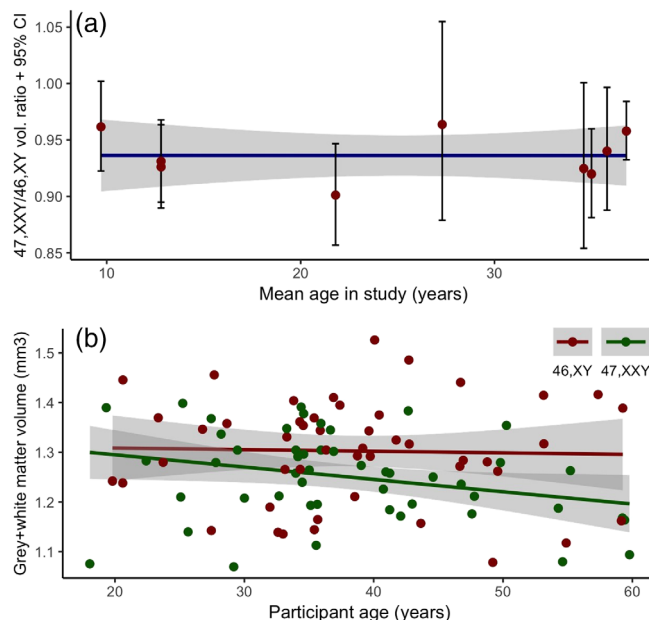 (a)
47,XXY/46,XY vol. ratio + 95% CI
1.05
1.00
0.95
0.90
0.85
10 20 30
Mean age in study (years)
(b)
Grey+white matter volume (mm3)
1.5
1.4
1.3
1.2
1.1
46,XY 47,XXY
20 30 40 50 60
Participant age (years)